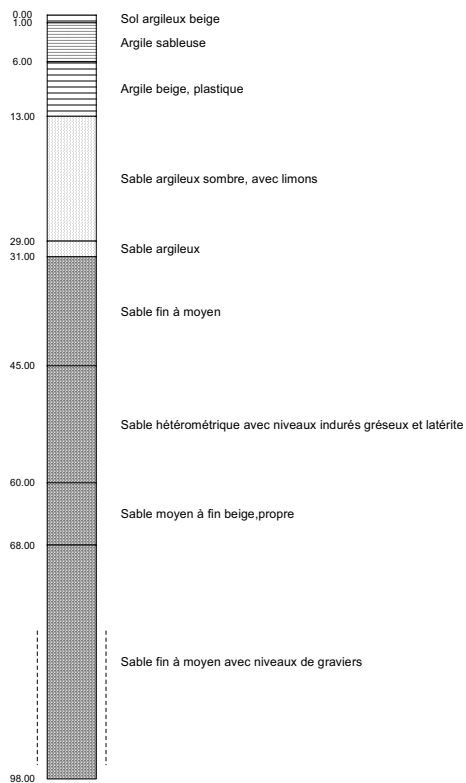 0.00
Sol argileux beige
1.00
Argile sableuse
6.00
Argile beige, plastique
13.00
Sable argileux sombre, avec limons
29.00
Sable argileux
31.00
Sable fin à moyen
45.00
Sable hétérométrique avec niveaux indurés gréseux et latérite
60.00
Sable moyen à fin beige,propre
68.00
Sable fin à moyen avec niveaux de graviers
98.00